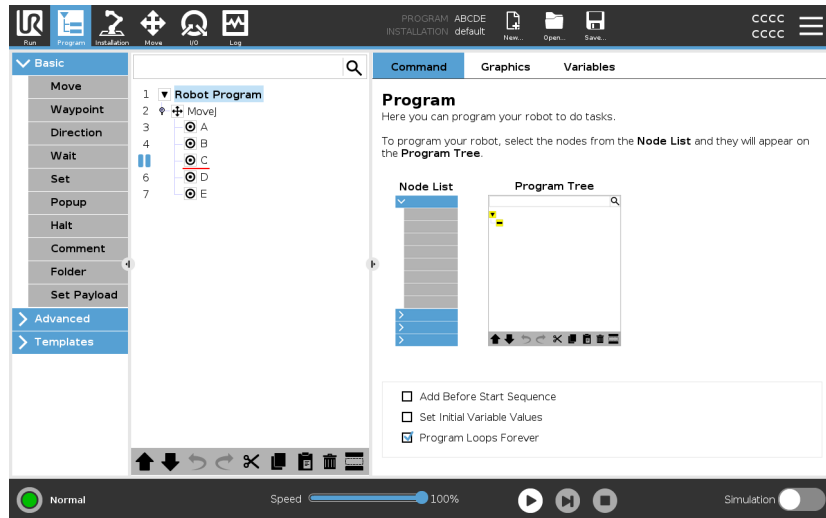 UR
PROGRAM ABCDE
INSTALLATION default
CCCC
CCCC
Run Program Installation Move I/O Log New... Open... Save...
Basic
Command Graphics Variables
Move
Waypoint
Direction
Wait
Set
Popup
Halt
Comment
Folder
Set Payload
Advanced
Templates
1 Robot Program
2 MoveJ
3 A
4 B
C
6 D
7 E
Program
Here you can program your robot to do tasks.
To program your robot, select the nodes from the Node List and they will appear on
the Program Tree.
Node List Program Tree
Add Before Start Sequence
Set Initial Variable Values
Program Loops Forever
Normal Speed 100% Simulation